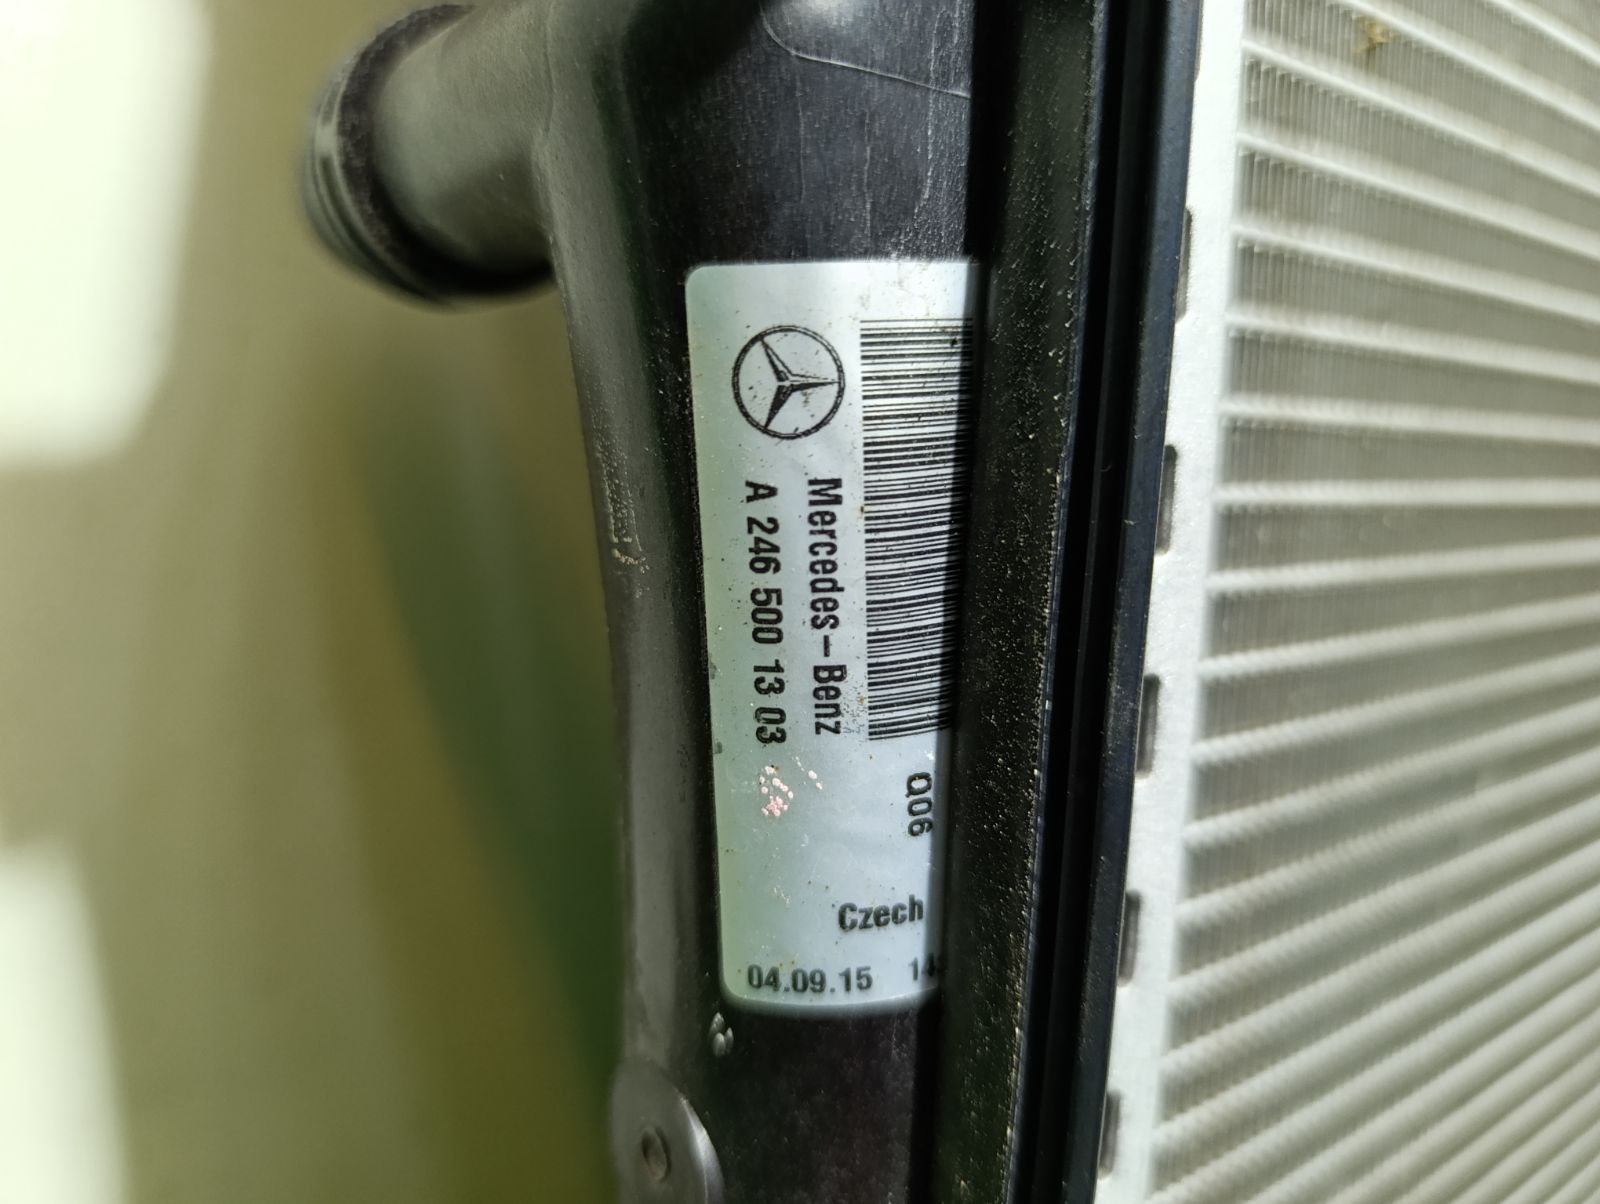 Mercedes-Benz
A 246 500 13 03
Q06
Czech
04.09.15